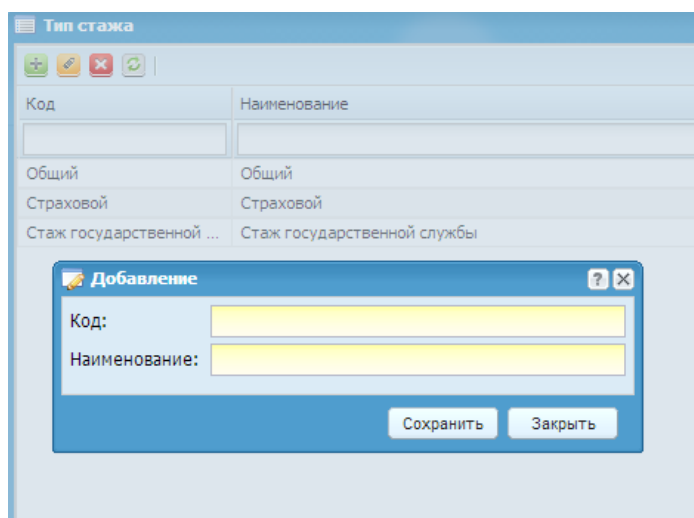 Тип стажа
Код Наименование
Общий Общий
Страховой Страховой
Стаж государственной ... Стаж государственной службы
Добавление
Код:
Наименование:
Сохранить Закрыть